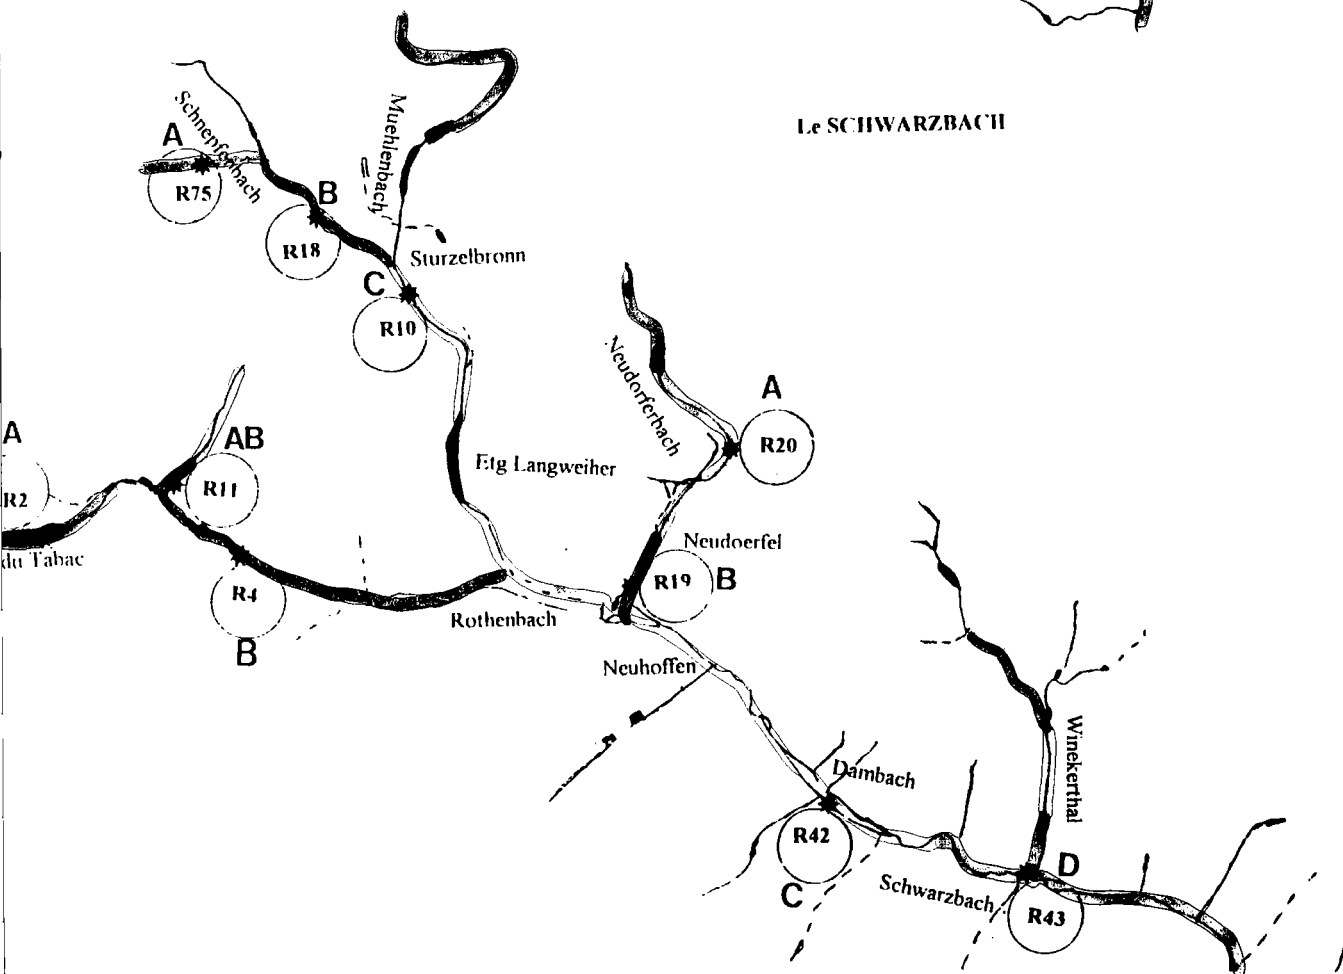 Le SCHWARZBACH
Schnepfenbach
Muehlenbach
A
R75
B
R18
Sturzelbronn
C
R10
Neudorferbach
A
R20
A
AB
R2
R11
Etg Langweiher
du Tabac
Neudoerfel
R19
B
R4
B
Rothenbach
Neuhoffen
Winekerthal
Dambach
R42
C
D
Schwarzbach
R43